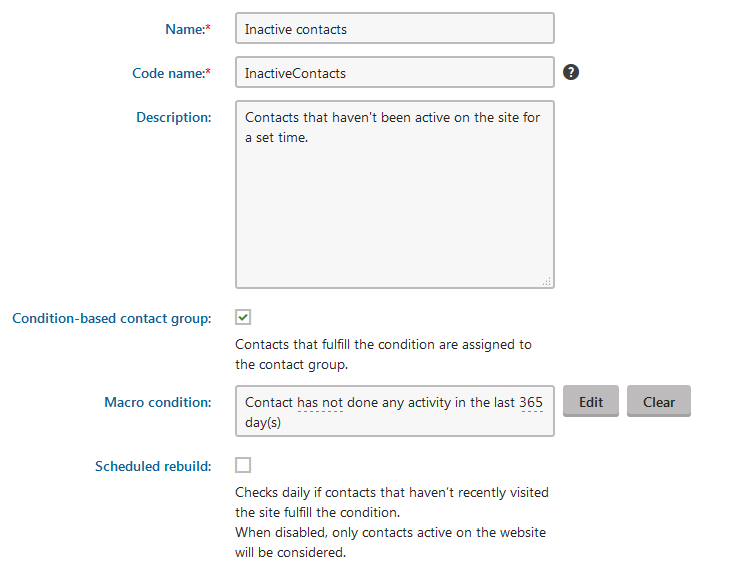 Name:* Inactive contacts
Code name:* InactiveContacts ?
Description: Contacts that haven't been active on the site for
a set time.
Condition-based contact group:
Contacts that fulfill the condition are assigned to
the contact group.
Macro condition: Contact has not done any activity in the last 365 Edit Clear
day(s)
Scheduled rebuild:
Checks daily if contacts that haven't recently visited
the site fulfill the condition.
When disabled, only contacts active on the website
will be considered.